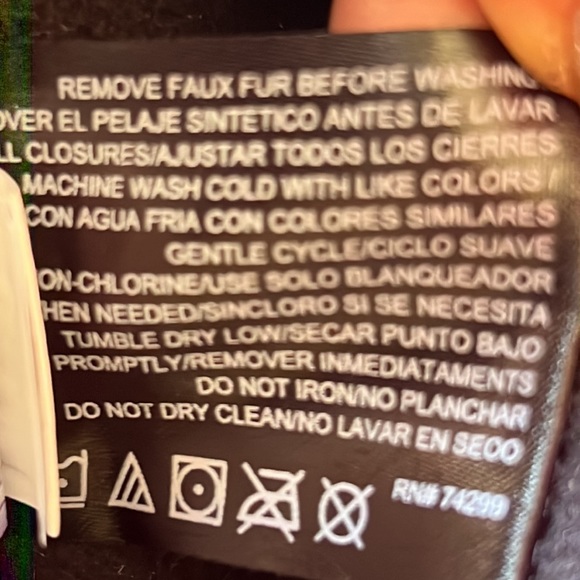 REMOVE FAUX FUR BEFORE WASHING
OVER EL PELAJE SINTÉTICO ANTES DE LAVAR
LL CLOSURES/AJUSTAR TODOS LOS CIERRES
MACHINE WASH COLD WITH LIKE COLORS /
CON AGUA FRIA CON COLORES SIMILARES
GENTLE CYCLE/CICLO SUAVE
ON-CHLORINE/USE SOLO BLANQUEADOR
HEN NEEDED/SINCLORO SI SE NECESITA
TUMBLE DRY LOW/SECAR PUNTO BAJO
PROMPTLY/REMOVER INMEDIATAMENTS
DO NOT IRON/NO PLANCHAR
DO NOT DRY CLEAN/NO LAVAR EN SECO
RN# 74299